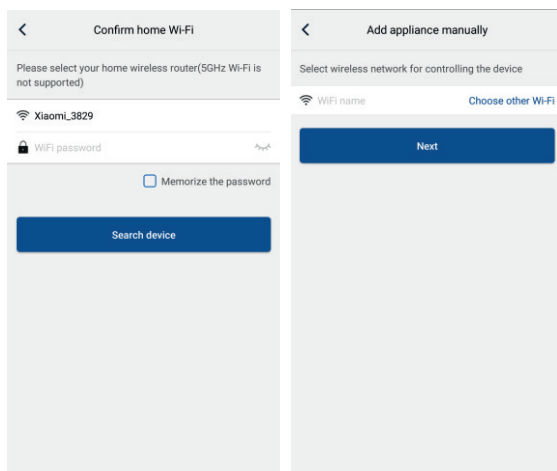 Confirm home Wi-Fi
Please select your home wireless router(5GHz Wi-Fi is
not supported)
Xiaomi_3829
WiFi password
Memorize the password
Search device
Add appliance manually
Select wireless network for controlling the device
WiFi name
Choose other Wi-Fi
Next